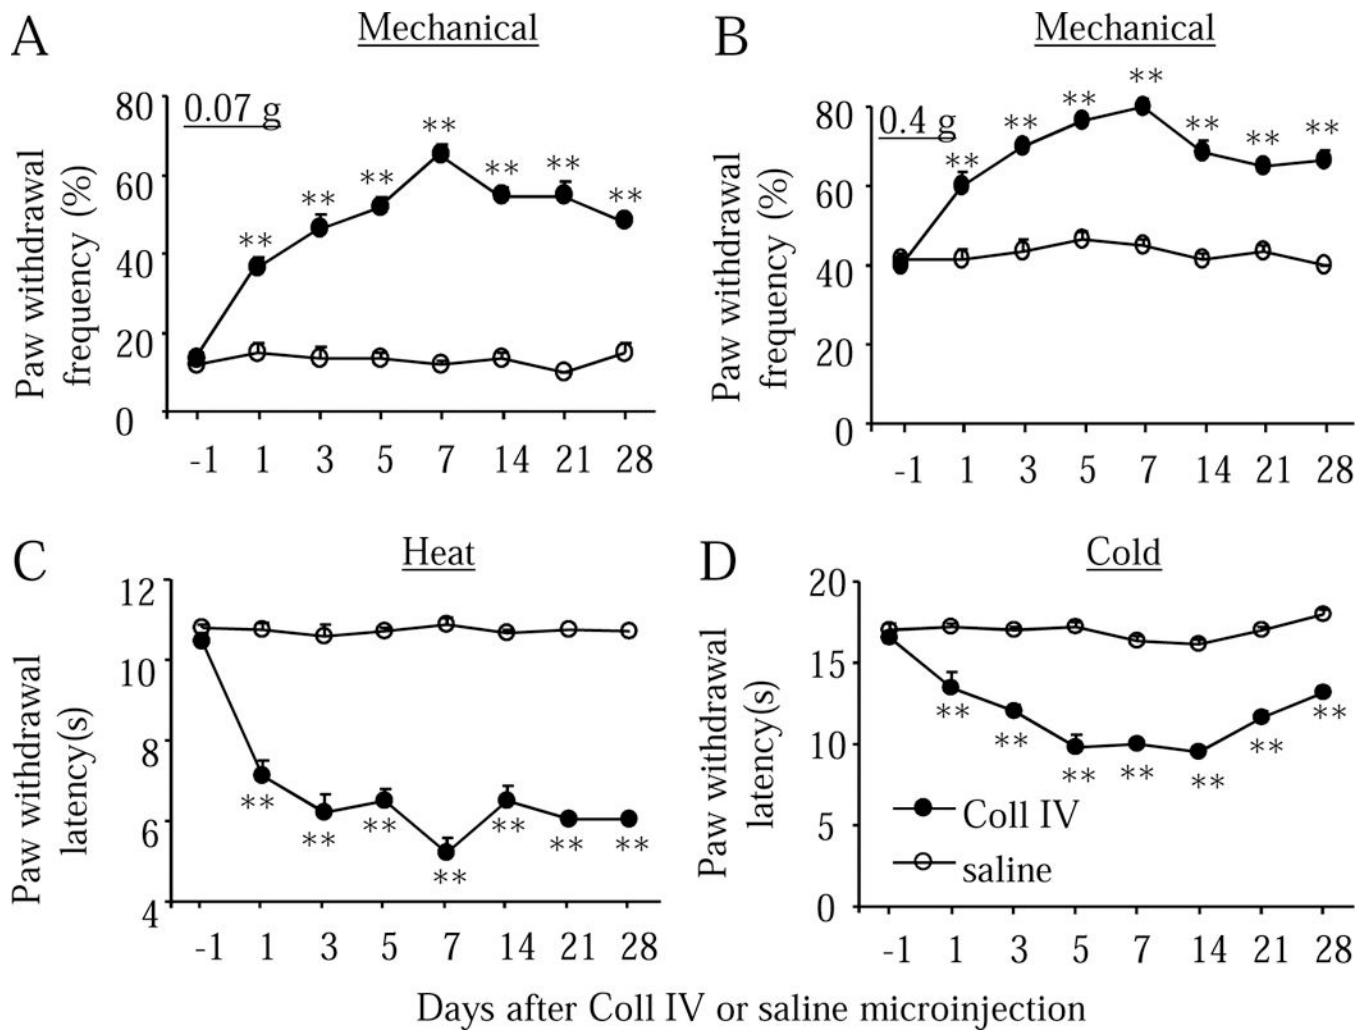 A
Mechanical
0.07 g
Paw withdrawal
frequency (%)
80
60
40
20
0
** ** ** ** ** ** **
-1 1 3 5 7 14 21 28
B
Mechanical
0.4 g
Paw withdrawal
frequency (%)
80
60
40
20
0
** ** ** ** ** ** **
-1 1 3 5 7 14 21 28
C
Heat
Paw withdrawal
latency(s)
12
10
8
6
4
** ** ** ** ** ** **
-1 1 3 5 7 14 21 28
D
Cold
Paw withdrawal
latency(s)
20
15
10
5
0
** ** ** ** ** ** **
Coll IV
saline
-1 1 3 5 7 14 21 28
Days after Coll IV or saline microinjection